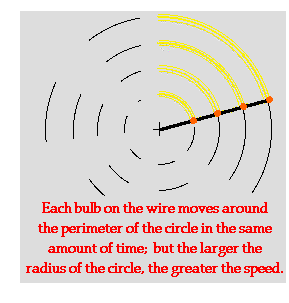 Each bulb on the wire moves around
the perimeter of the circle in the same
amount of time; but the larger the
radius of the circle, the greater the speed.